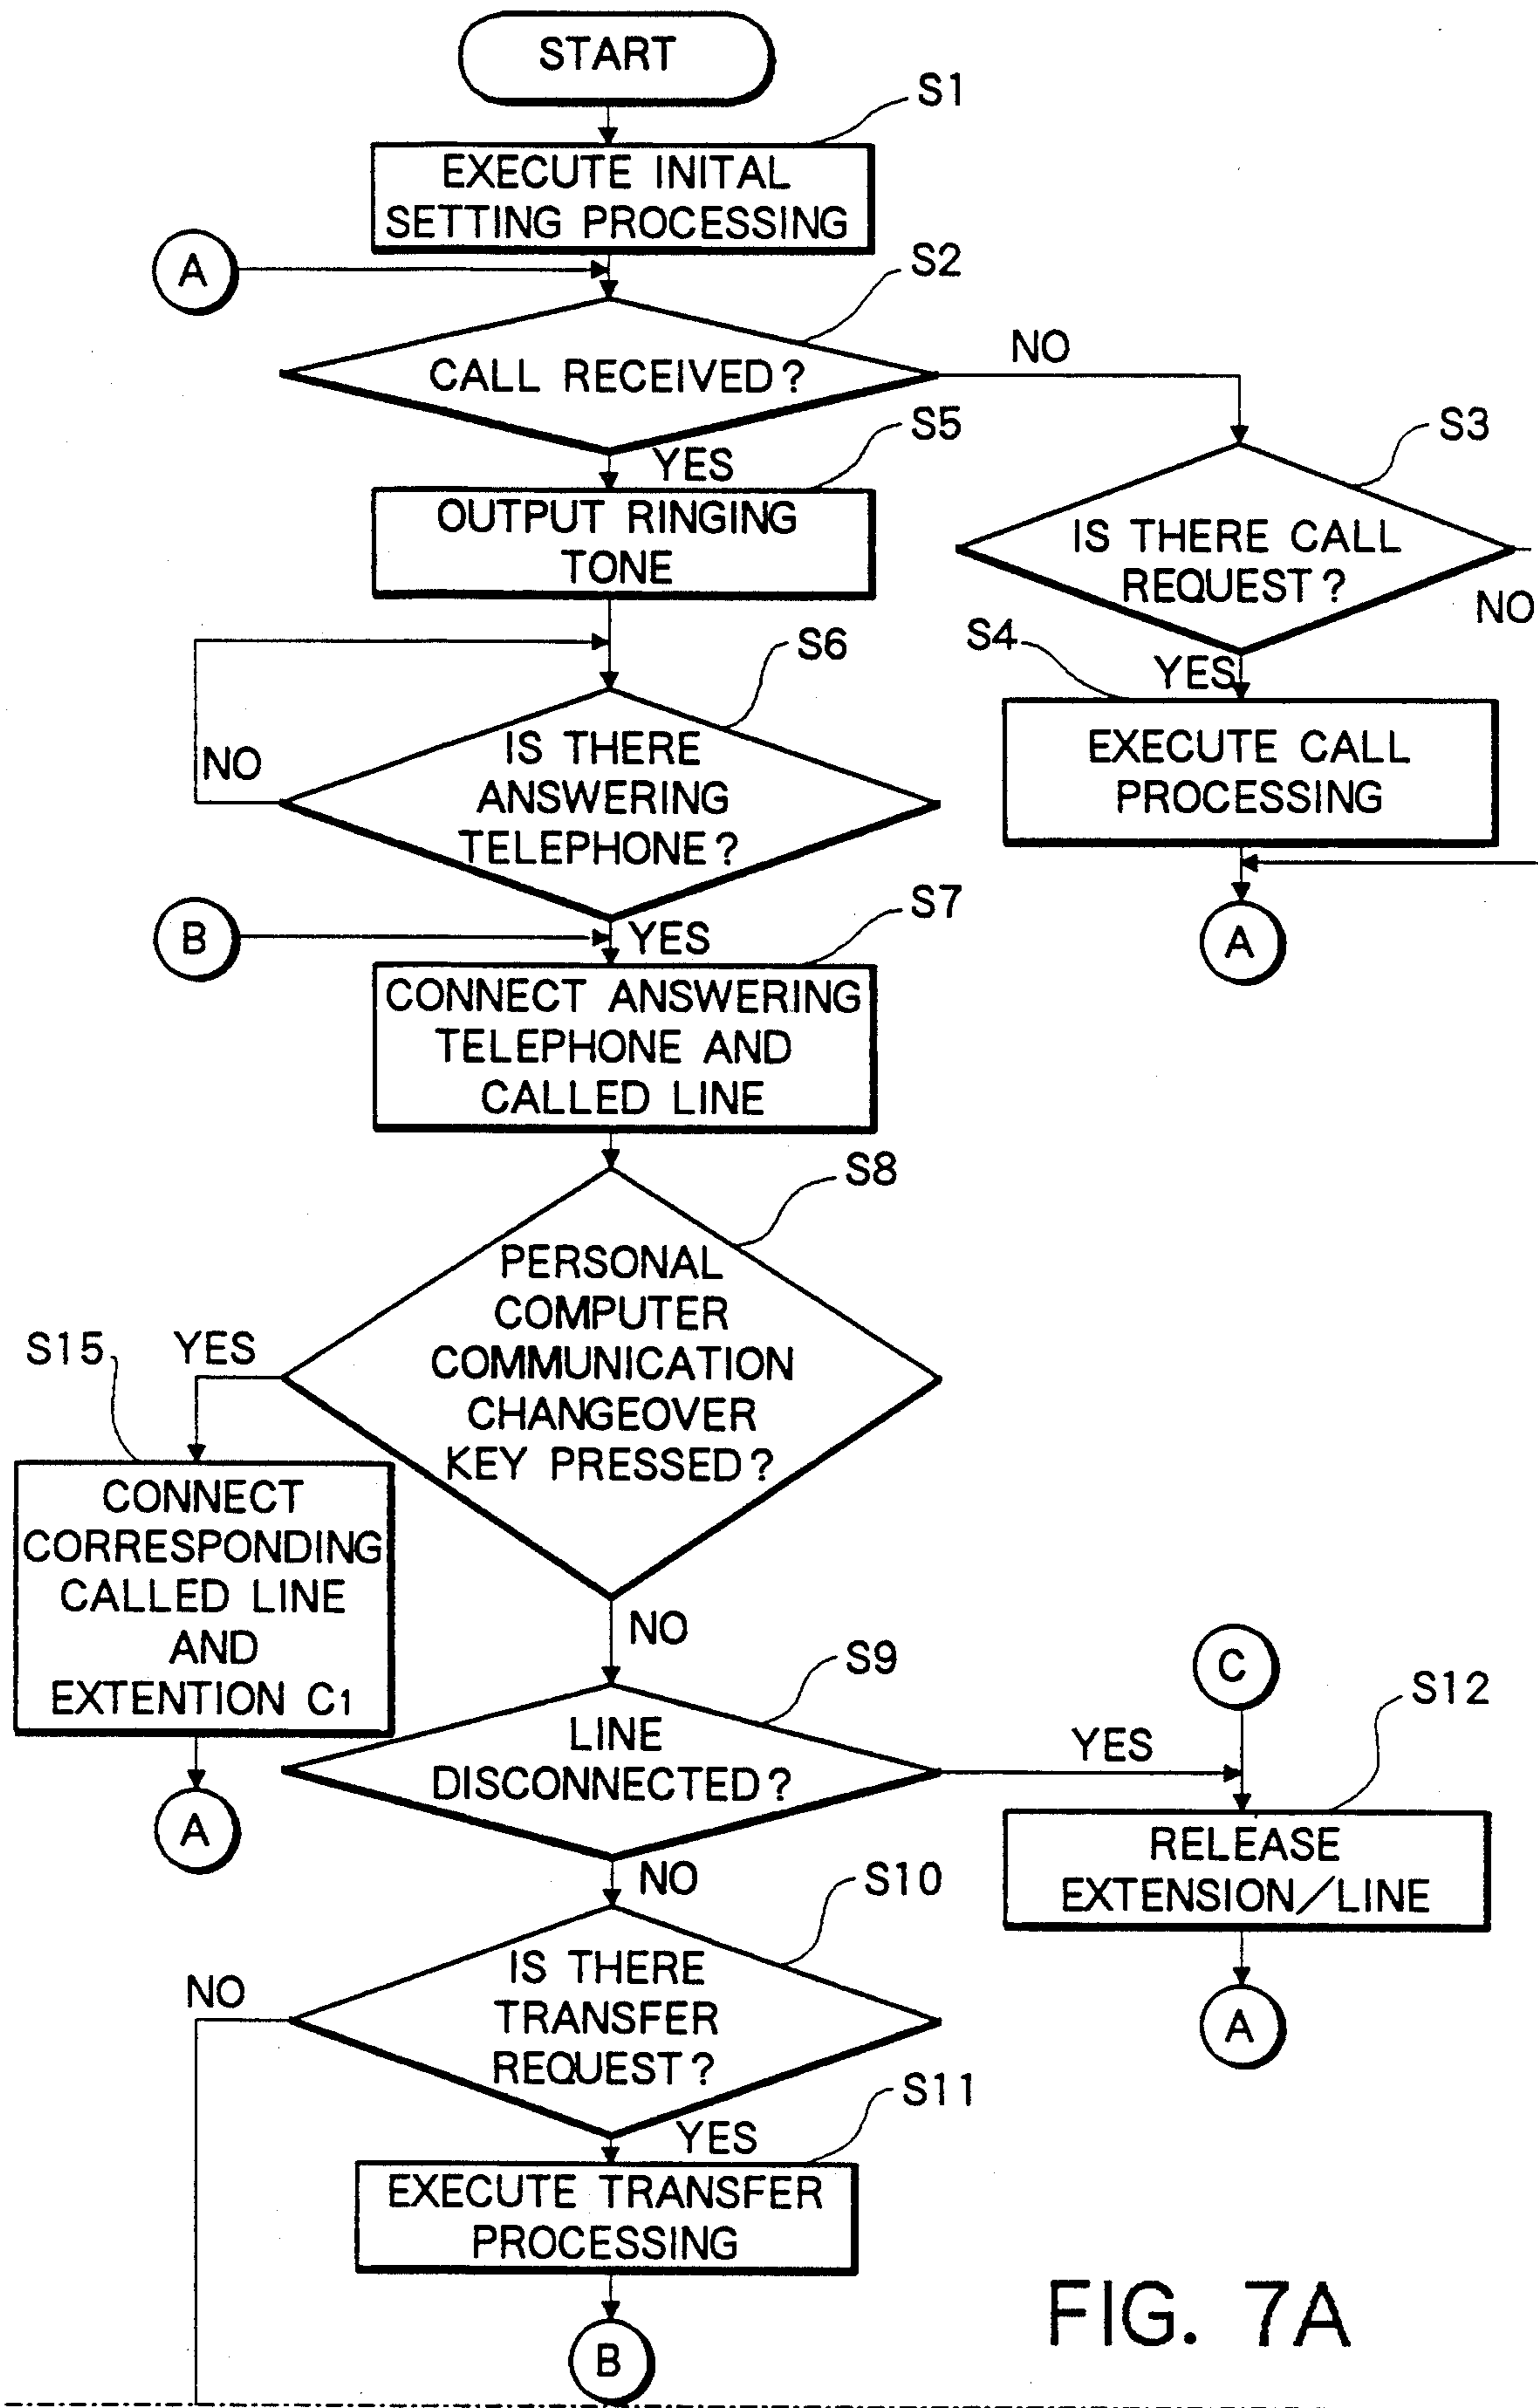 START
S1
EXECUTE INITAL
SETTING PROCESSING
A
S2
CALL RECEIVED?
NO
YES
S5
S3
OUTPUT RINGING
TONE
IS THERE CALL
REQUEST?
NO
S6
S4
YES
IS THERE
ANSWERING
TELEPHONE?
NO
EXECUTE CALL
PROCESSING
B
YES
S7
A
CONNECT ANSWERING
TELEPHONE AND
CALLED LINE
S8
PERSONAL
COMPUTER
COMMUNICATION
CHANGEOVER
KEY PRESSED?
S15
YES
CONNECT
CORRESPONDING
CALLED LINE
AND
EXTENTION C1
NO
A
S9
C
S12
LINE
DISCONNECTED?
YES
RELEASE
EXTENSION/LINE
NO
S10
A
IS THERE
TRANSFER
REQUEST?
NO
S11
YES
EXECUTE TRANSFER
PROCESSING
B
FIG. 7A